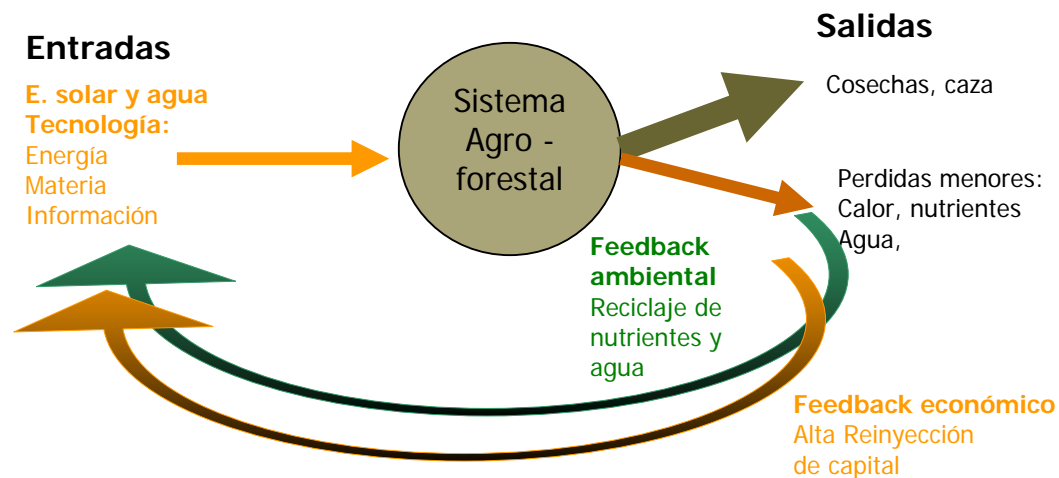 Entradas
E. solar y agua
Tecnología:
Energía
Materia
Información
Sistema
Agro -
forestal
Salidas
Cosechas, caza
Perdidas menores:
Calor, nutrientes
Agua,
Feedback
ambiental
Reciclaje de
nutrientes y
agua
Feedback económico
Alta Reinyección
de capital